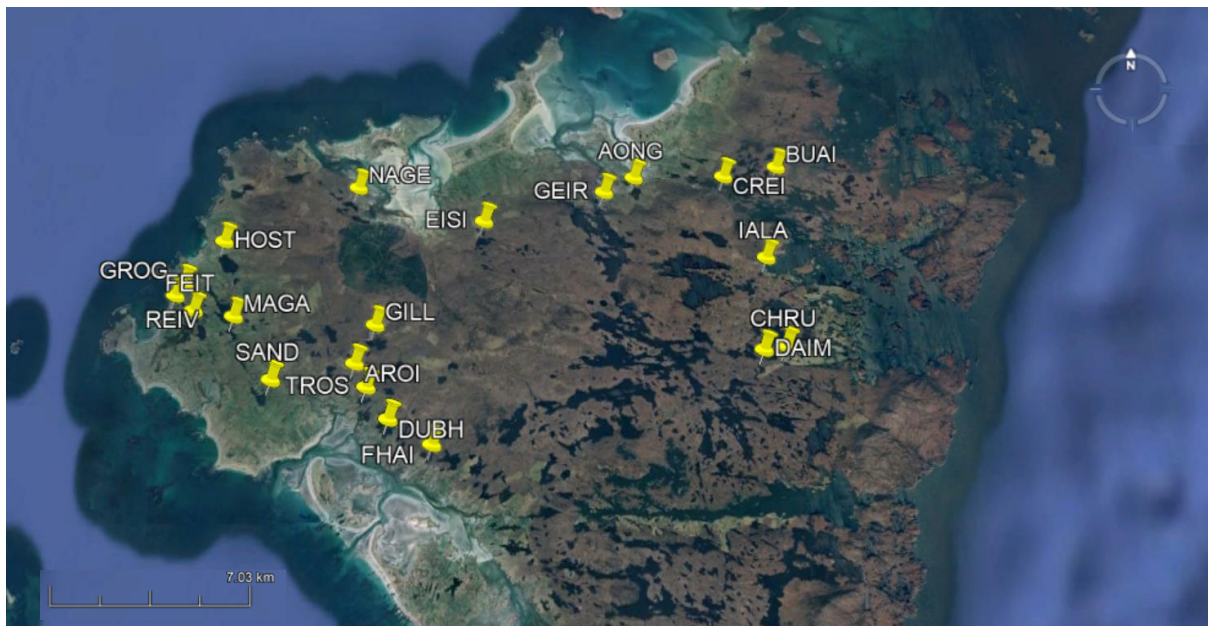 N
AONG
BUAI
NAGE
GEIR
CREI
EISI
IALA
HOST
GROG
FEIT
MAGA
REIV
GILL
CHRU
DAIM
SAND
TROS
AROI
DUBH
FHAI
7.03 km